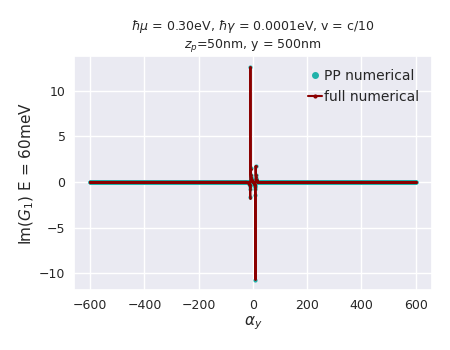 ħμ = 0.30eV, ħγ = 0.0001eV, v = c/10
z_p=50nm, y = 500nm
PP numerical
full numerical
Im(G₁) E = 60meV
10
5
0
−5
−10
−600 −400 −200 0 200 400 600
α_y